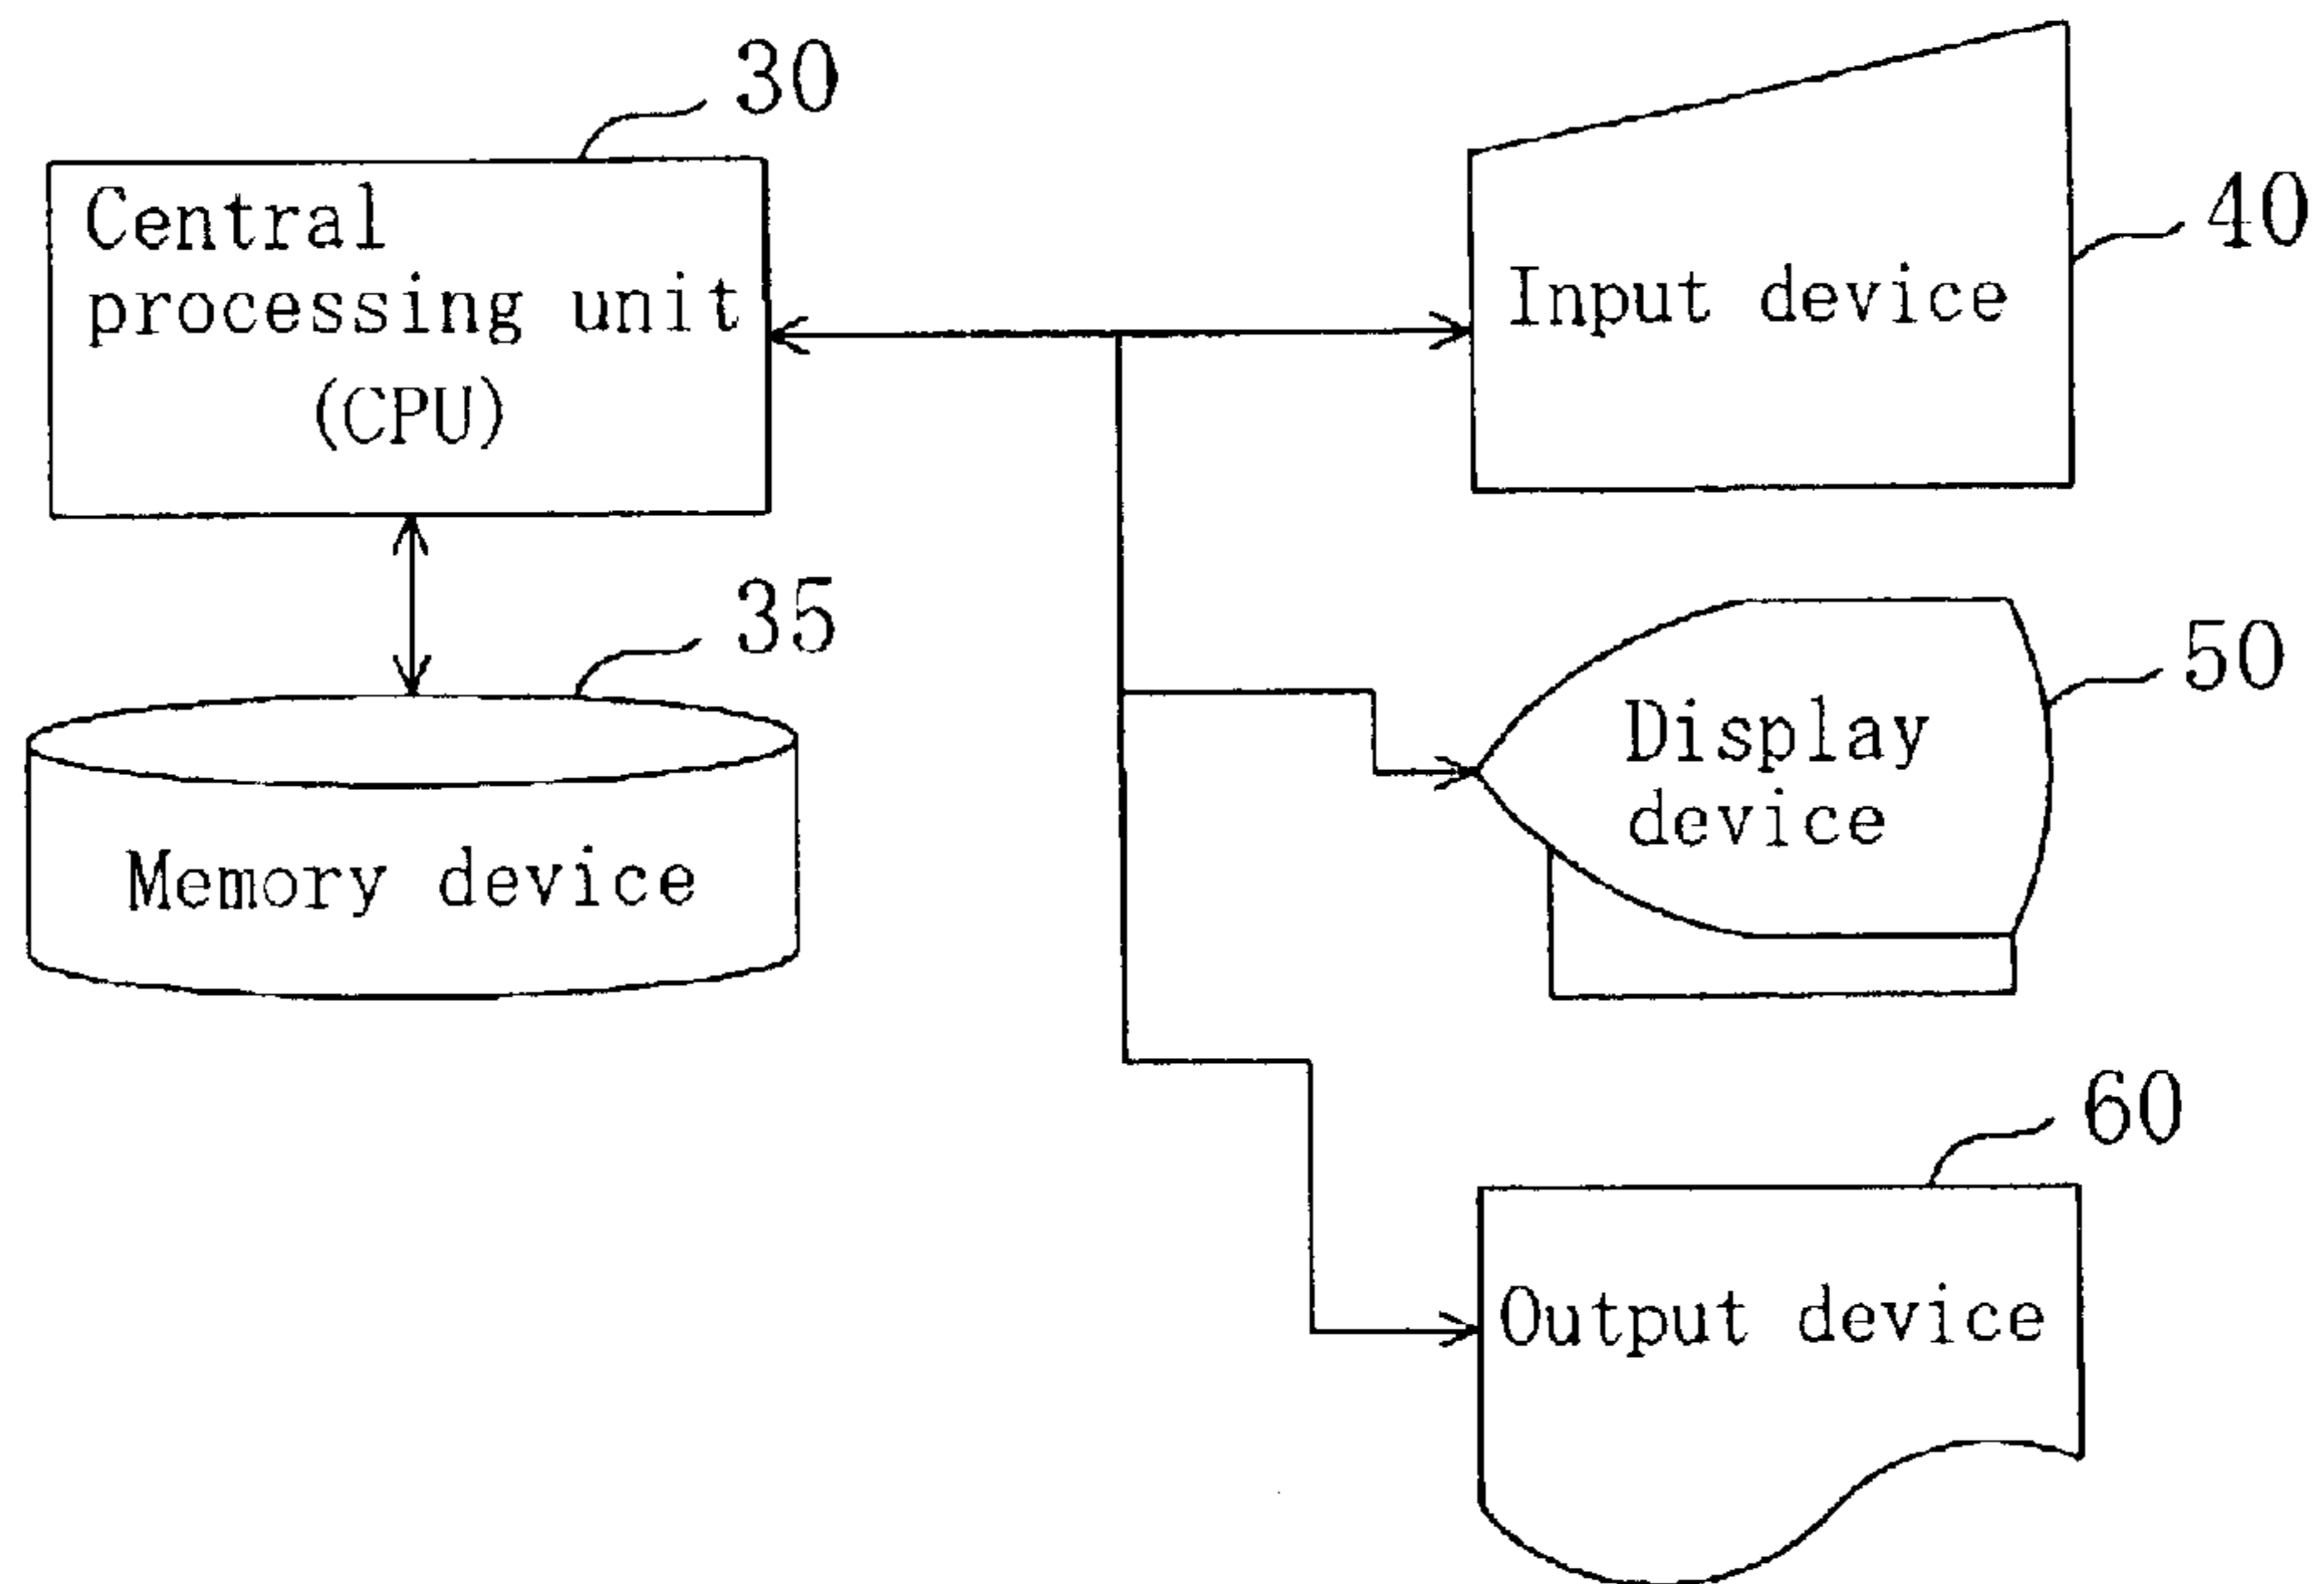 30
Central
processing unit
(CPU)
40
Input device
35
Memory device
50
Display
device
60
Output device